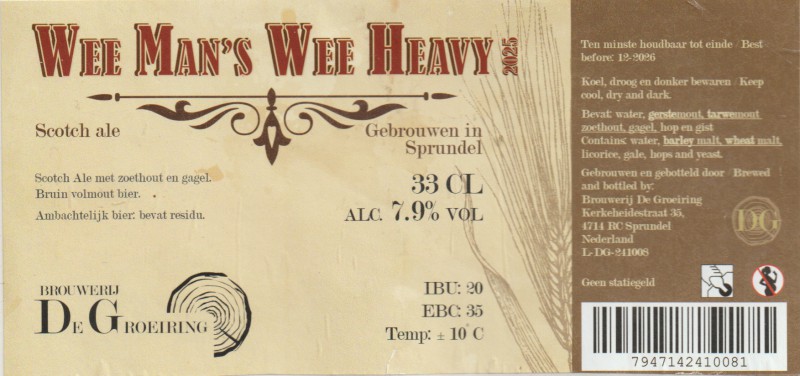 WEE MAN'S WEE HEAVY 2025
Scotch ale
Gebrouwen in
Sprundel
Scotch Ale met zoethout en gagel.
Bruin volmout bier.
Ambachtelijk bier: bevat residu.
33 CL
ALC. 7.9% VOL
BROUWERIJ
DE GROEIRING
IBU: 20
EBC: 35
Temp: ± 10°C
Ten minste houdbaar tot einde / Best
before: 12-2026
Koel, droog en donker bewaren / Keep
cool, dry and dark.
Bevat: water, gerstemout, tarwemout
zoethout, gagel, hop en gist
Contains: water, barley malt, wheat malt,
licorice, gale, hops and yeast.
Gebrouwen en gebotteld door / Brewed
and bottled by:
Brouwerij De Groeiring
Kerkeheidestraat 35,
4714 RC Sprundel
Nederland
L-DG-241008
DG
Geen statiegeld
7947142410081